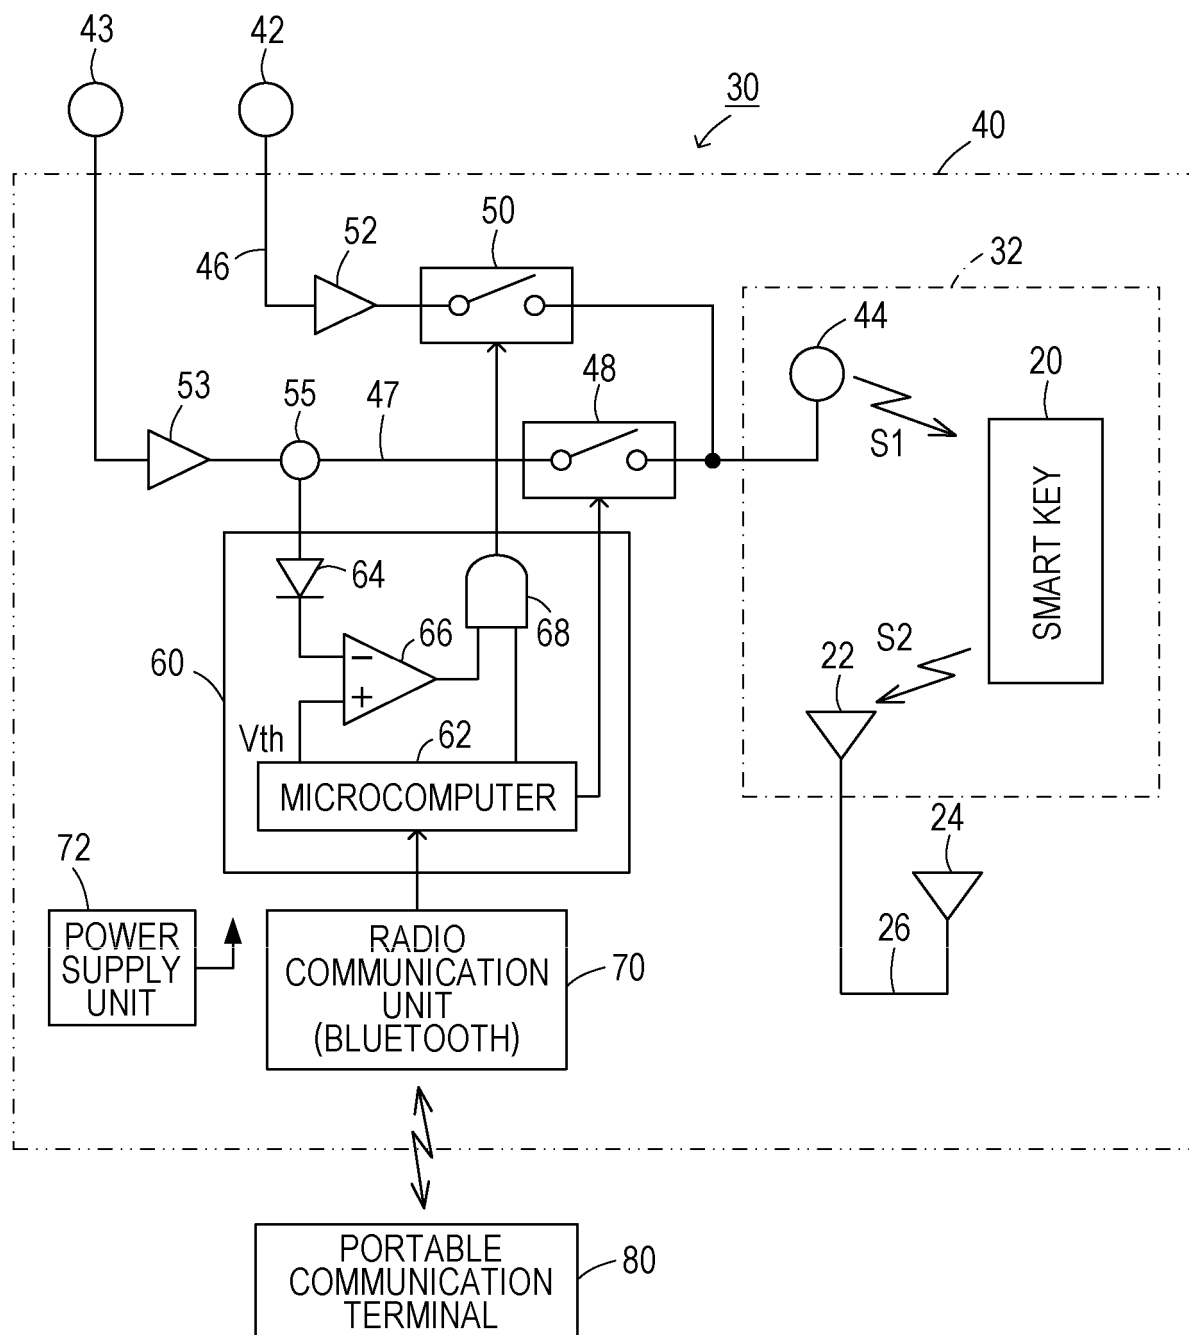 43
42
30
40
50
52
46
32
44
20
48
53
55
47
S1
SMART KEY
64
68
66
60
S2
22
Vth
62
MICROCOMPUTER
24
72
POWER
SUPPLY
UNIT
RADIO
COMMUNICATION
UNIT
(BLUETOOTH)
70
26
PORTABLE
COMMUNICATION
TERMINAL
80